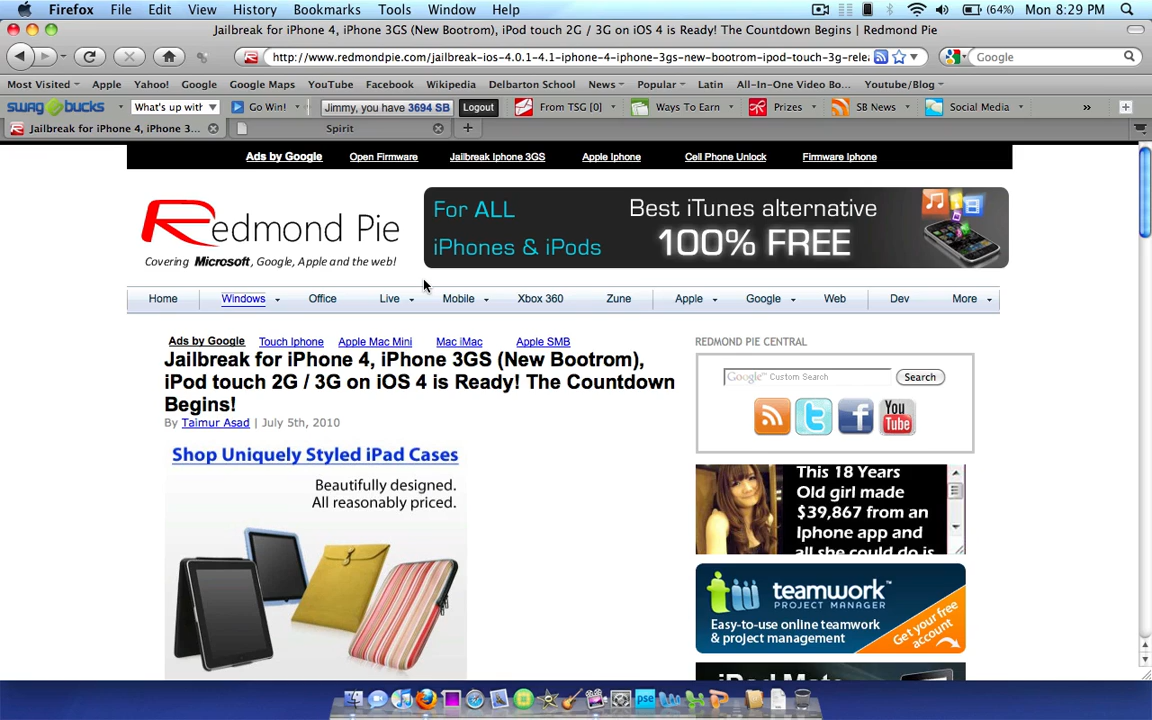 Firefox File Edit View History Bookmarks Tools Window Help (64%) Mon 8:29 PM
Jailbreak for iPhone 4, iPhone 3GS (New Bootrom), iPod touch 2G / 3G on iOS 4 is Ready! The Countdown Begins | Redmond Pie
http://www.redmondpie.com/jailbreak-ios-4.0.1-4.1-iphone-4-iphone-3gs-new-bootrom-ipod-touch-3g-rele Google
Most Visited Apple Yahoo! Google Google Maps YouTube Facebook Wikipedia Delbarton School News Popular Latin All-In-One Video Bo... Youtube/Blog
swagbucks What's up with Go Win! Jimmy, you have 3694 SB Logout From TSG [0] Ways To Earn Prizes SB News Social Media »
Jailbreak for iPhone 4, iPhone 3... Spirit +
Ads by Google Open Firmware Jailbreak Iphone 3GS Apple Iphone Cell Phone Unlock Firmware Iphone
Redmond Pie
Covering Microsoft, Google, Apple and the web!
For ALL
iPhones & iPods
Best iTunes alternative
100% FREE
Home Windows Office Live Mobile Xbox 360 Zune Apple Google Web Dev More
Ads by Google Touch Iphone Apple Mac Mini Mac iMac Apple SMB
Jailbreak for iPhone 4, iPhone 3GS (New Bootrom),
iPod touch 2G / 3G on iOS 4 is Ready! The Countdown
Begins!
By Taimur Asad | July 5th, 2010
Shop Uniquely Styled iPad Cases
Beautifully designed.
All reasonably priced.
REDMOND PIE CENTRAL
Google™ Custom Search Search
You
Tube
This 18 Years
Old girl made
$39,867 from an
Iphone app and
all she could do is
teamwork
PROJECT MANAGER
Easy-to-use online teamwork
& project management
Get your free
account
iPad Mate
pse